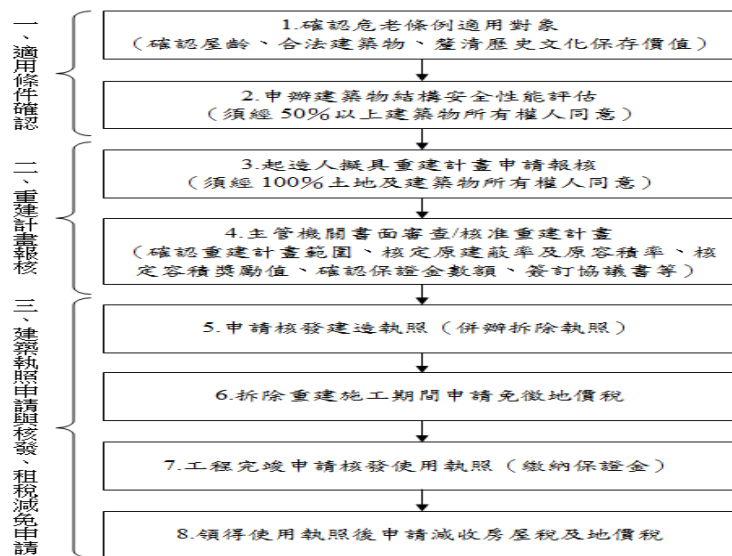 一、適用條件確認
1.確認危老條例適用對象
（確認屋齡、合法建築物、釐清歷史文化保存價值）
2.申辦建築物結構安全性能評估
（須經 50%以上建築物所有權人同意）
二、重建計畫報核
3.起造人擬具重建計畫申請報核
（須經 100%土地及建築物所有權人同意）
4.主管機關書面審查/核准重建計畫
（確認重建計畫範圍、核定原建蔽率及原容積率、核
定容積獎勵值、確認保證金數額、簽訂協議書等）
三、建築執照申請與核發、租稅減免申請
5.申請核發建造執照（併辦拆除執照）
6.拆除重建施工期間申請免徵地價稅
7.工程完竣申請核發使用執照（繳納保證金）
8.領得使用執照後申請減收房屋稅及地價稅